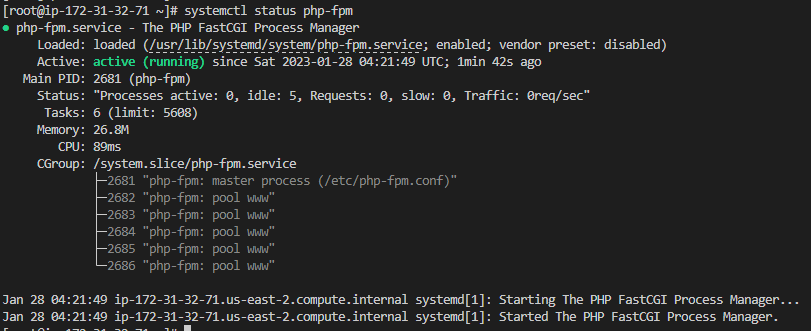 [root@ip-172-31-32-71 ~]# systemctl status php-fpm
● php-fpm.service - The PHP FastCGI Process Manager
Loaded: loaded (/usr/lib/systemd/system/php-fpm.service; enabled; vendor preset: disabled)
Active: active (running) since Sat 2023-01-28 04:21:49 UTC; 1min 42s ago
Main PID: 2681 (php-fpm)
Status: "Processes active: 0, idle: 5, Requests: 0, slow: 0, Traffic: 0req/sec"
Tasks: 6 (limit: 5608)
Memory: 26.8M
CPU: 89ms
CGroup: /system.slice/php-fpm.service
├─2681 "php-fpm: master process (/etc/php-fpm.conf)"
├─2682 "php-fpm: pool www"
├─2683 "php-fpm: pool www"
├─2684 "php-fpm: pool www"
├─2685 "php-fpm: pool www"
└─2686 "php-fpm: pool www"
Jan 28 04:21:49 ip-172-31-32-71.us-east-2.compute.internal systemd[1]: Starting The PHP FastCGI Process Manager...
Jan 28 04:21:49 ip-172-31-32-71.us-east-2.compute.internal systemd[1]: Started The PHP FastCGI Process Manager.
[root@ip-172-31-32-71 ~]#